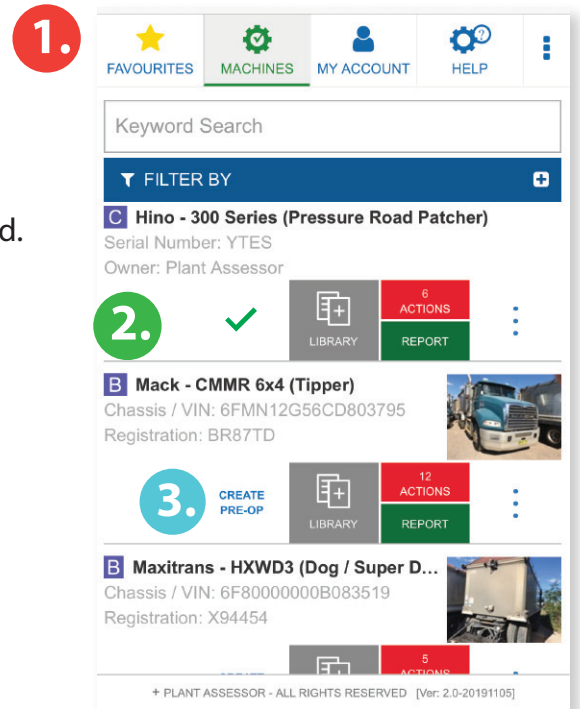 1.
FAVOURITES MACHINES MY ACCOUNT ? HELP
Keyword Search
FILTER BY
d.
C Hino - 300 Series (Pressure Road Patcher)
Serial Number: YTES
Owner: Plant Assessor
2.
LIBRARY
6
ACTIONS
REPORT
B Mack - CMMR 6x4 (Tipper)
Chassis / VIN: 6FMN12G56CD803795
Registration: BR87TD
3.
CREATE
PRE-OP
LIBRARY
12
ACTIONS
REPORT
B Maxitrans - HXWD3 (Dog / Super D...
Chassis / VIN: 6F80000000B083519
Registration: X94454
CREATE
5
ACTIONS
+ PLANT ASSESSOR - ALL RIGHTS RESERVED [Ver: 2.0-20191105]